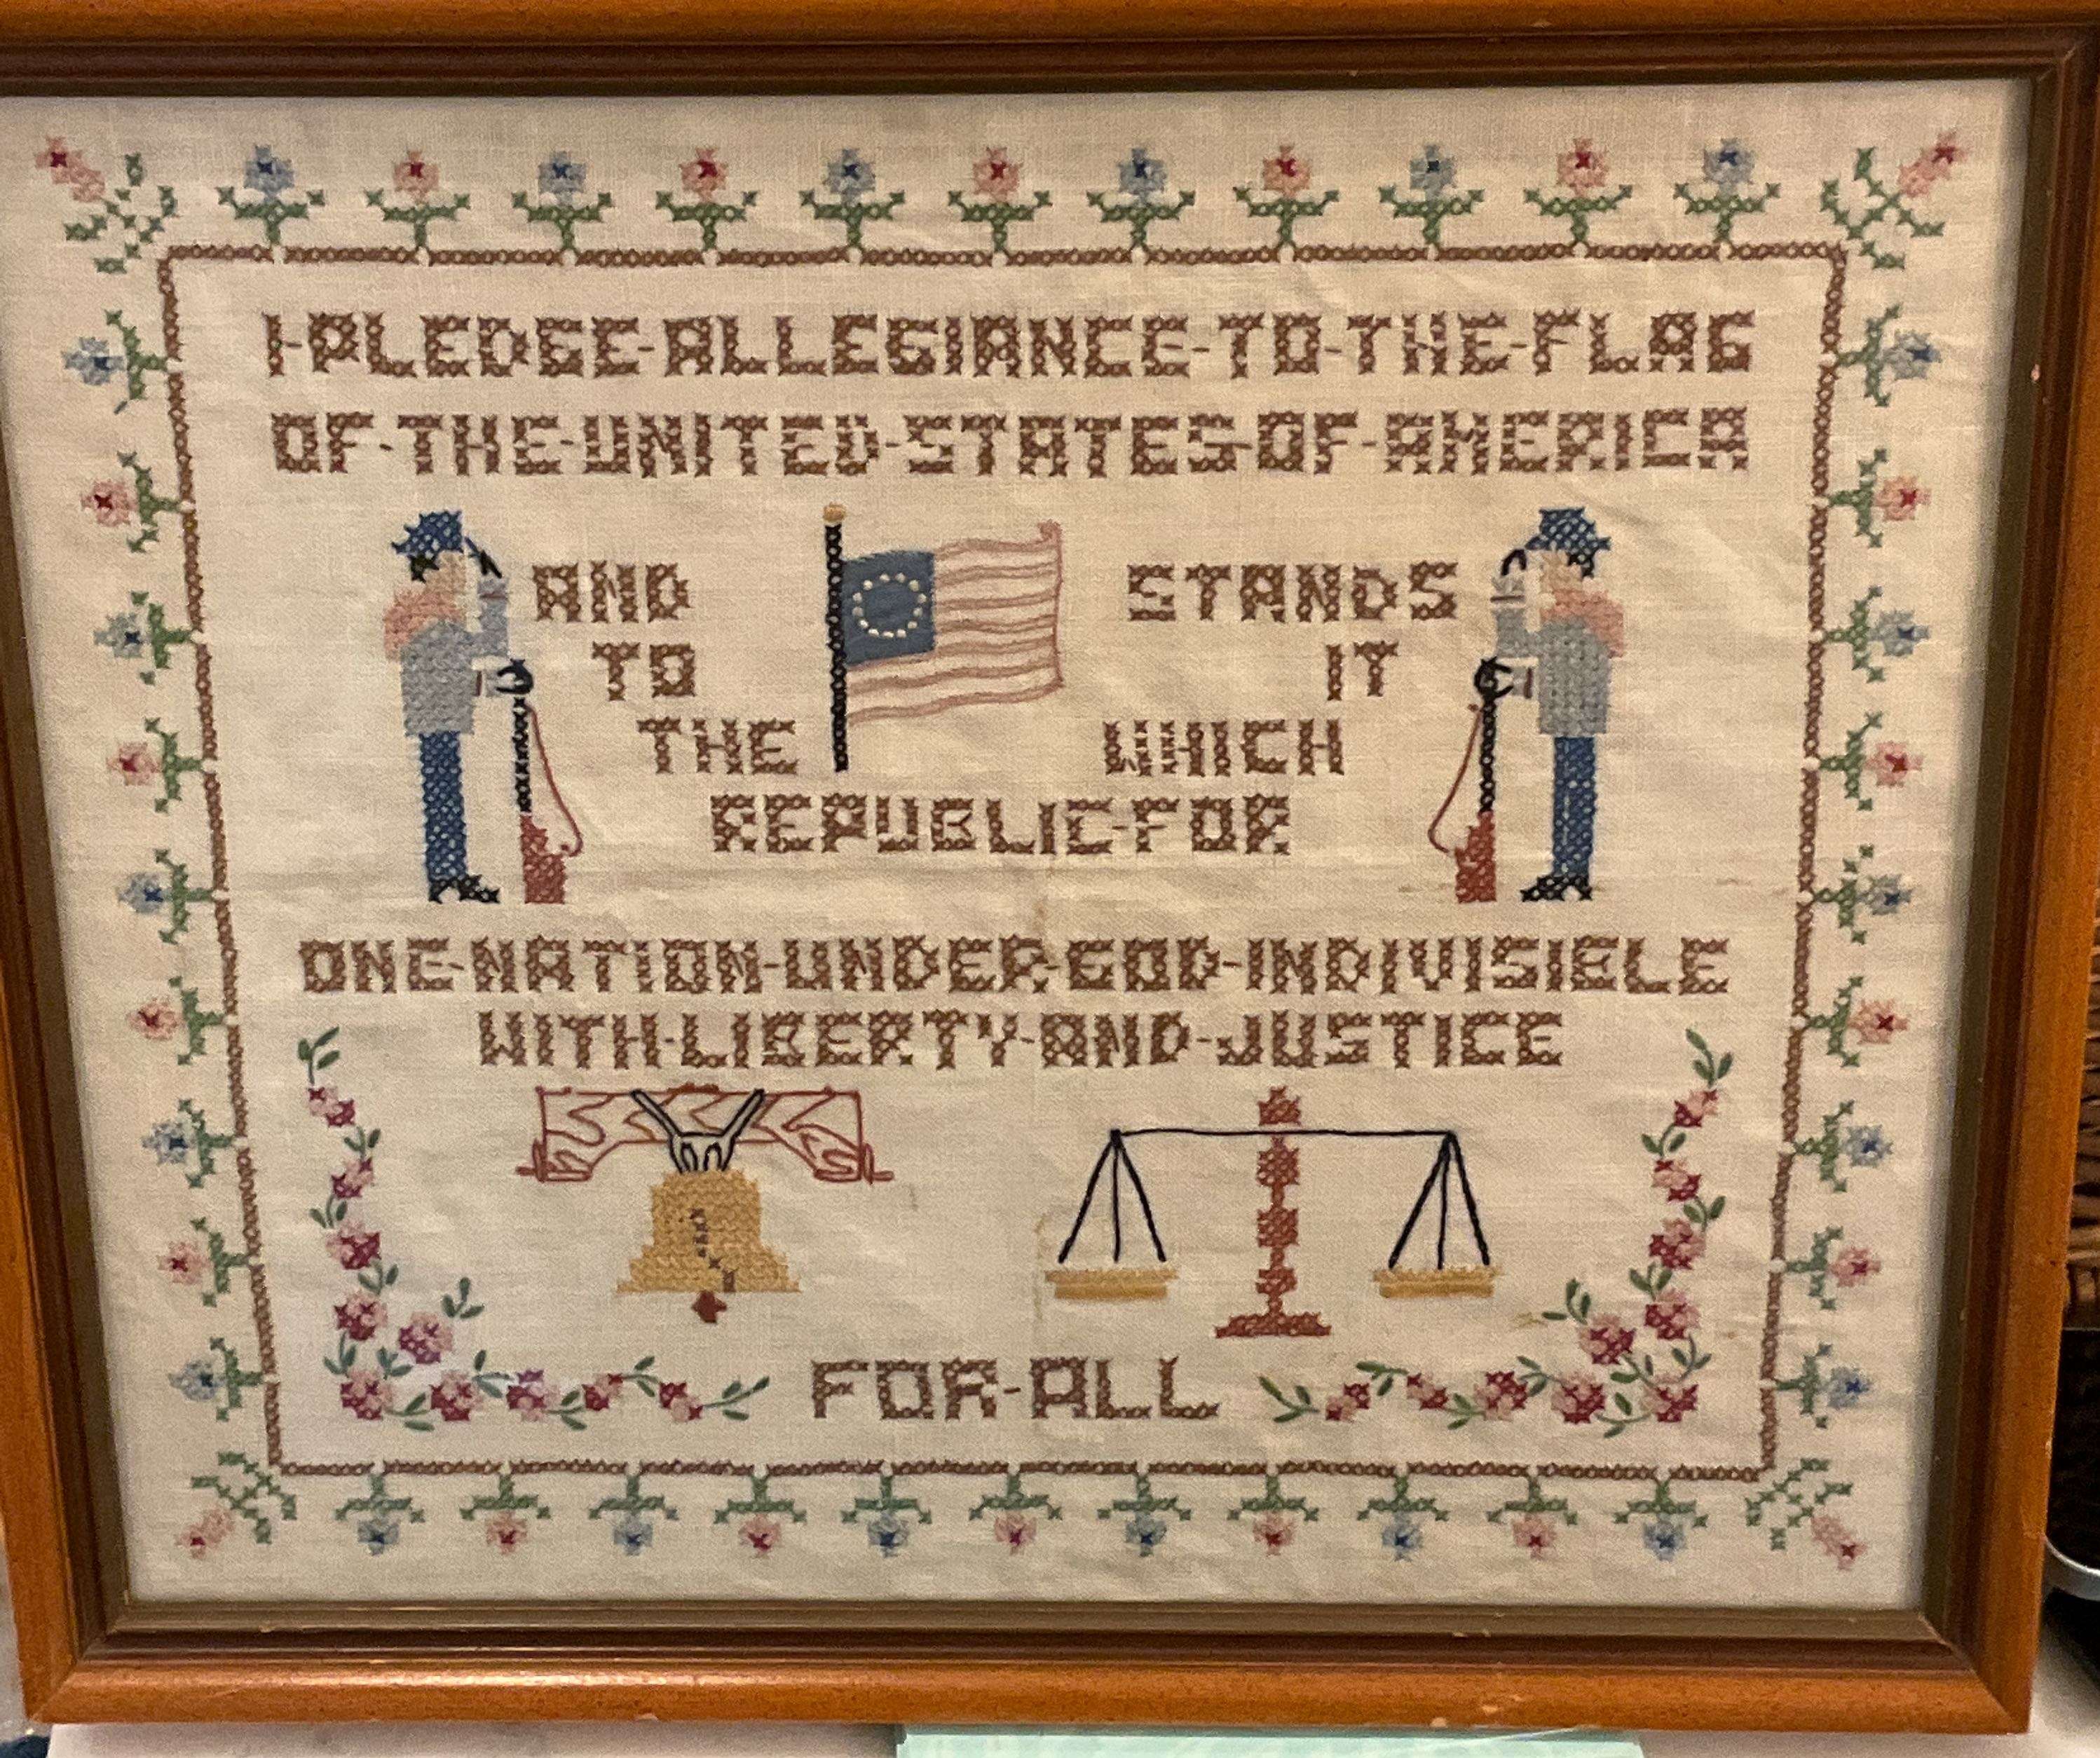 I-PLEDGE-ALLEGIANCE-TO-THE-FLAG
OF-THE-UNITED-STATES-OF-AMERICA
AND
TO
THE
REPUBLIC-FOR
WHICH
IT
STANDS
ONE-NATION-UNDER-GOD-INDIVISIBLE
WITH-LIBERTY-AND-JUSTICE
FOR-ALL